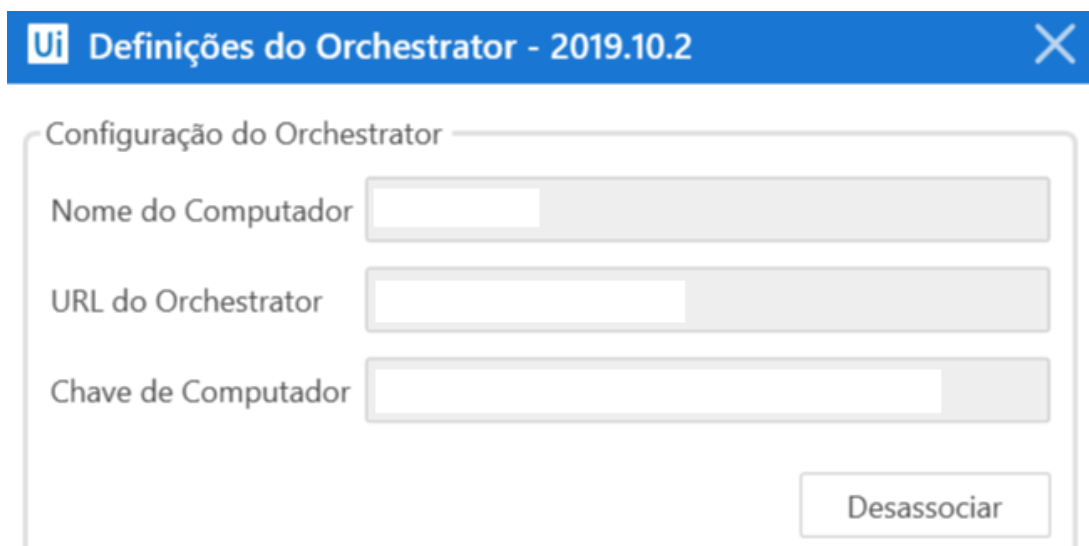 Ui Definições do Orchestrator - 2019.10.2
Configuração do Orchestrator
Nome do Computador
URL do Orchestrator
Chave de Computador
Desassociar